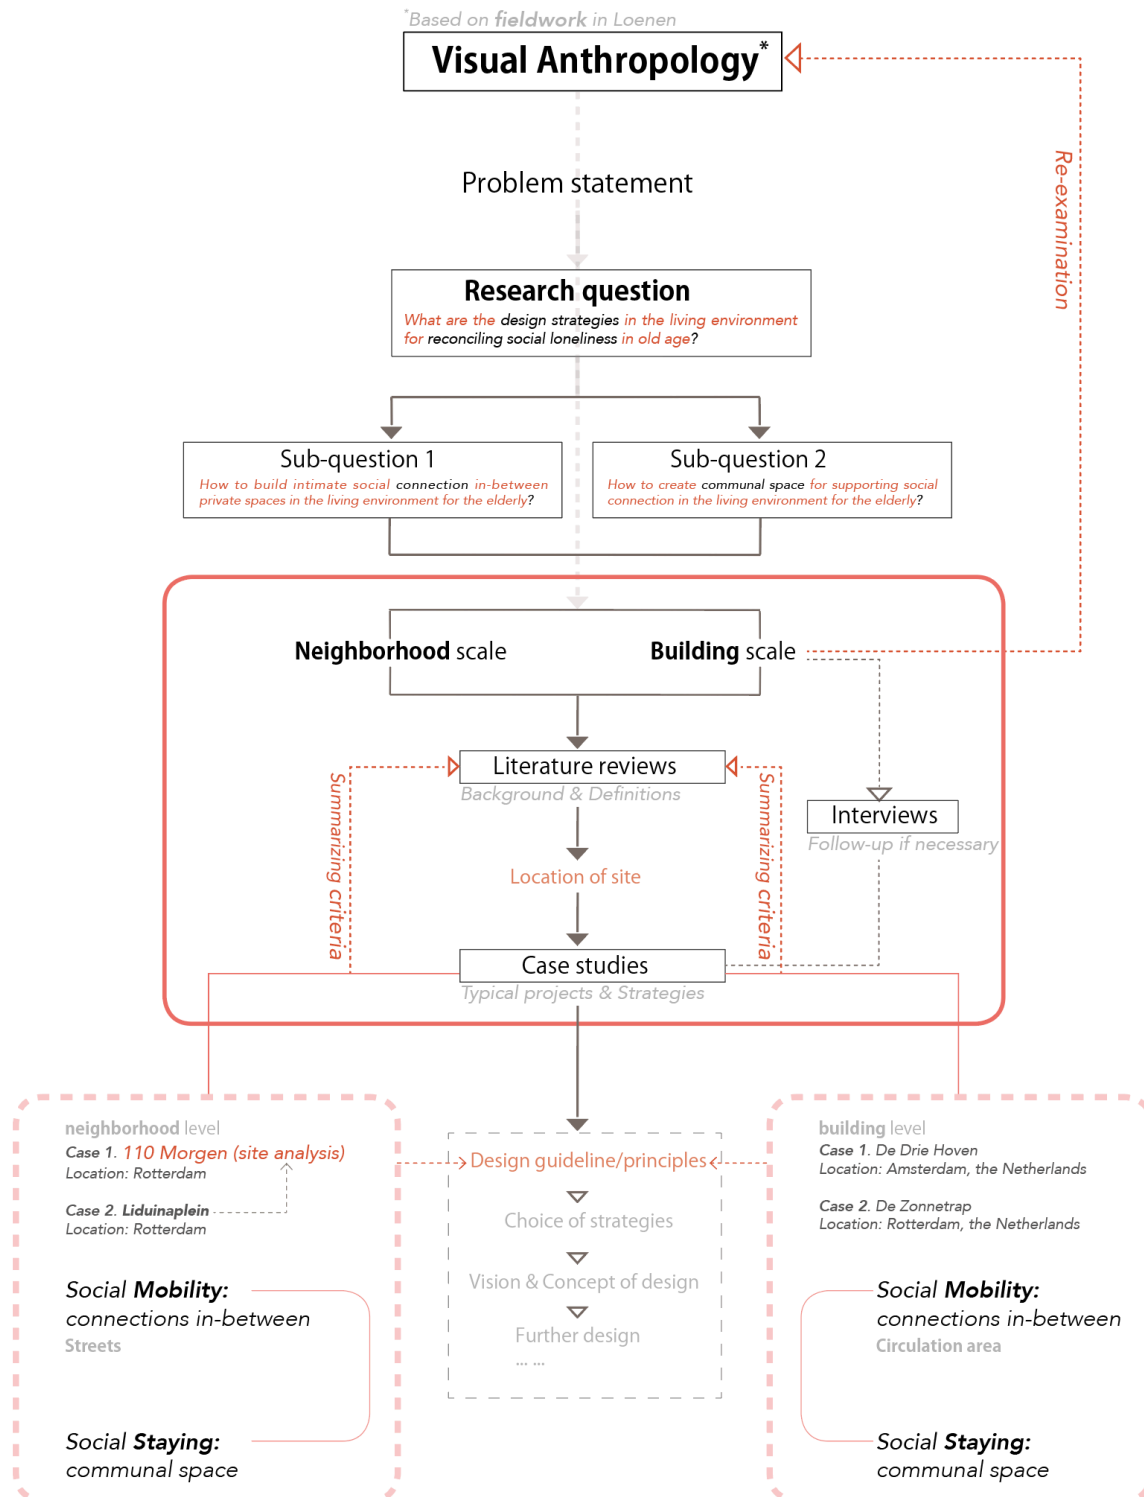 *Based on fieldwork in Loenen
Visual Anthropology*
Re-examination
Problem statement
Research question
What are the design strategies in the living environment
for reconciling social loneliness in old age?
Sub-question 1
How to build intimate social connection in-between
private spaces in the living environment for the elderly?
Sub-question 2
How to create communal space for supporting social
connection in the living environment for the elderly?
Neighborhood scale
Building scale
Literature reviews
Background & Definitions
Summarizing criteria
Summarizing criteria
Interviews
Follow-up if necessary
Location of site
Case studies
Typical projects & Strategies
neighborhood level
Case 1. 110 Morgen (site analysis)
Location: Rotterdam
Case 2. Liduinaplein
Location: Rotterdam
Social Mobility:
connections in-between
Streets
Social Staying:
communal space
Design guideline/principles
Choice of strategies
Vision & Concept of design
Further design
... ...
building level
Case 1. De Drie Hoven
Location: Amsterdam, the Netherlands
Case 2. De Zonnetrap
Location: Rotterdam, the Netherlands
Social Mobility:
connections in-between
Circulation area
Social Staying:
communal space